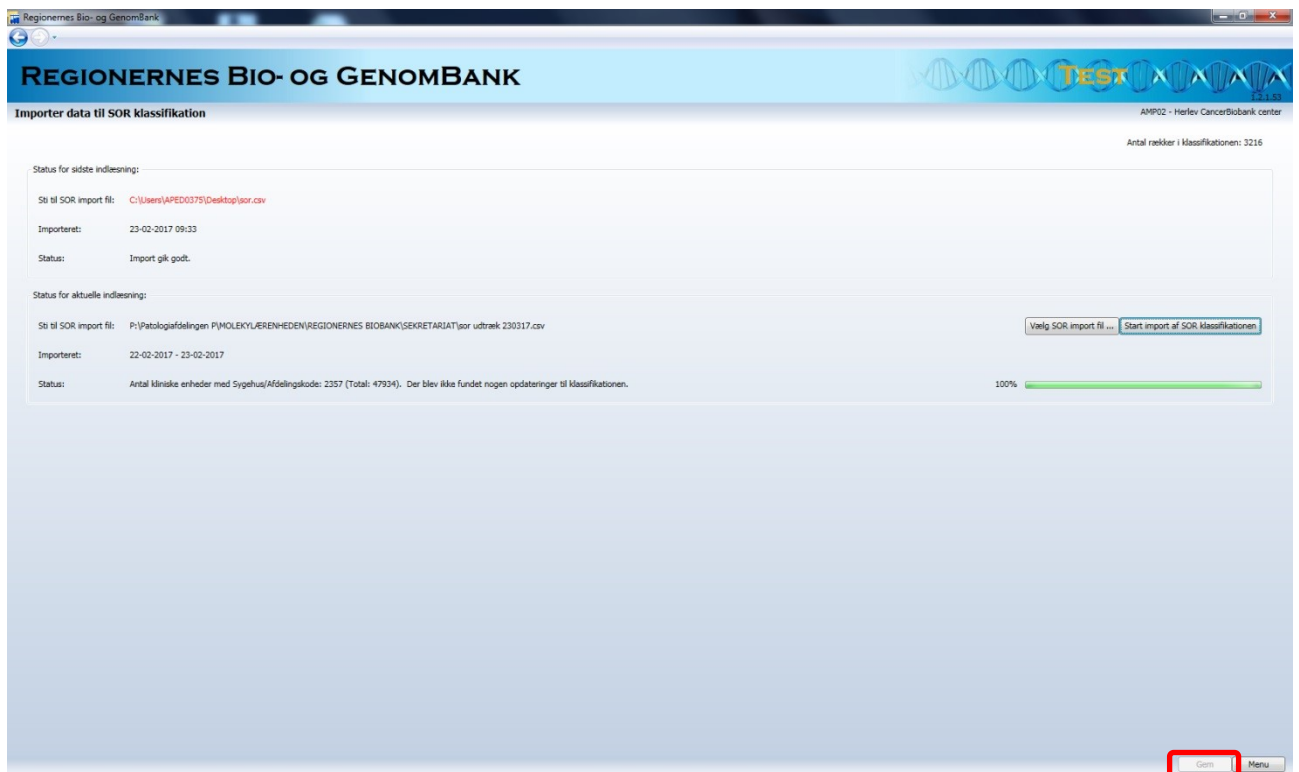 Regionernes Bio- og GenomBank
REGIONERNES BIO- OG GENOMBANK
TEST
1.2.1.53
Importer data til SOR klassifikation
AMP02 - Herlev CancerBiobank center
Antal rækker i klassifikationen: 3216
Status for sidste indlæsning:
Sti til SOR import fil: C:\Users\APED0375\Desktop\sor.csv
Importeret: 23-02-2017 09:33
Status: Import gik godt.
Status for aktuelle indlæsning:
Sti til SOR import fil: P:\Patologiafdelingen P\MOLEKYLÆRENHEDEN\REGIONERNES BIOBANK\SEKRETARIAT\sor udtræk 230317.csv Vælg SOR import fil ... Start import af SOR klassifikationen
Importeret: 22-02-2017 - 23-02-2017
Status: Antal kliniske enheder med Sygehus/Afdelingskode: 2357 (Total: 47934). Der blev ikke fundet nogen opdateringer til klassifikationen. 100%
Gem Menu